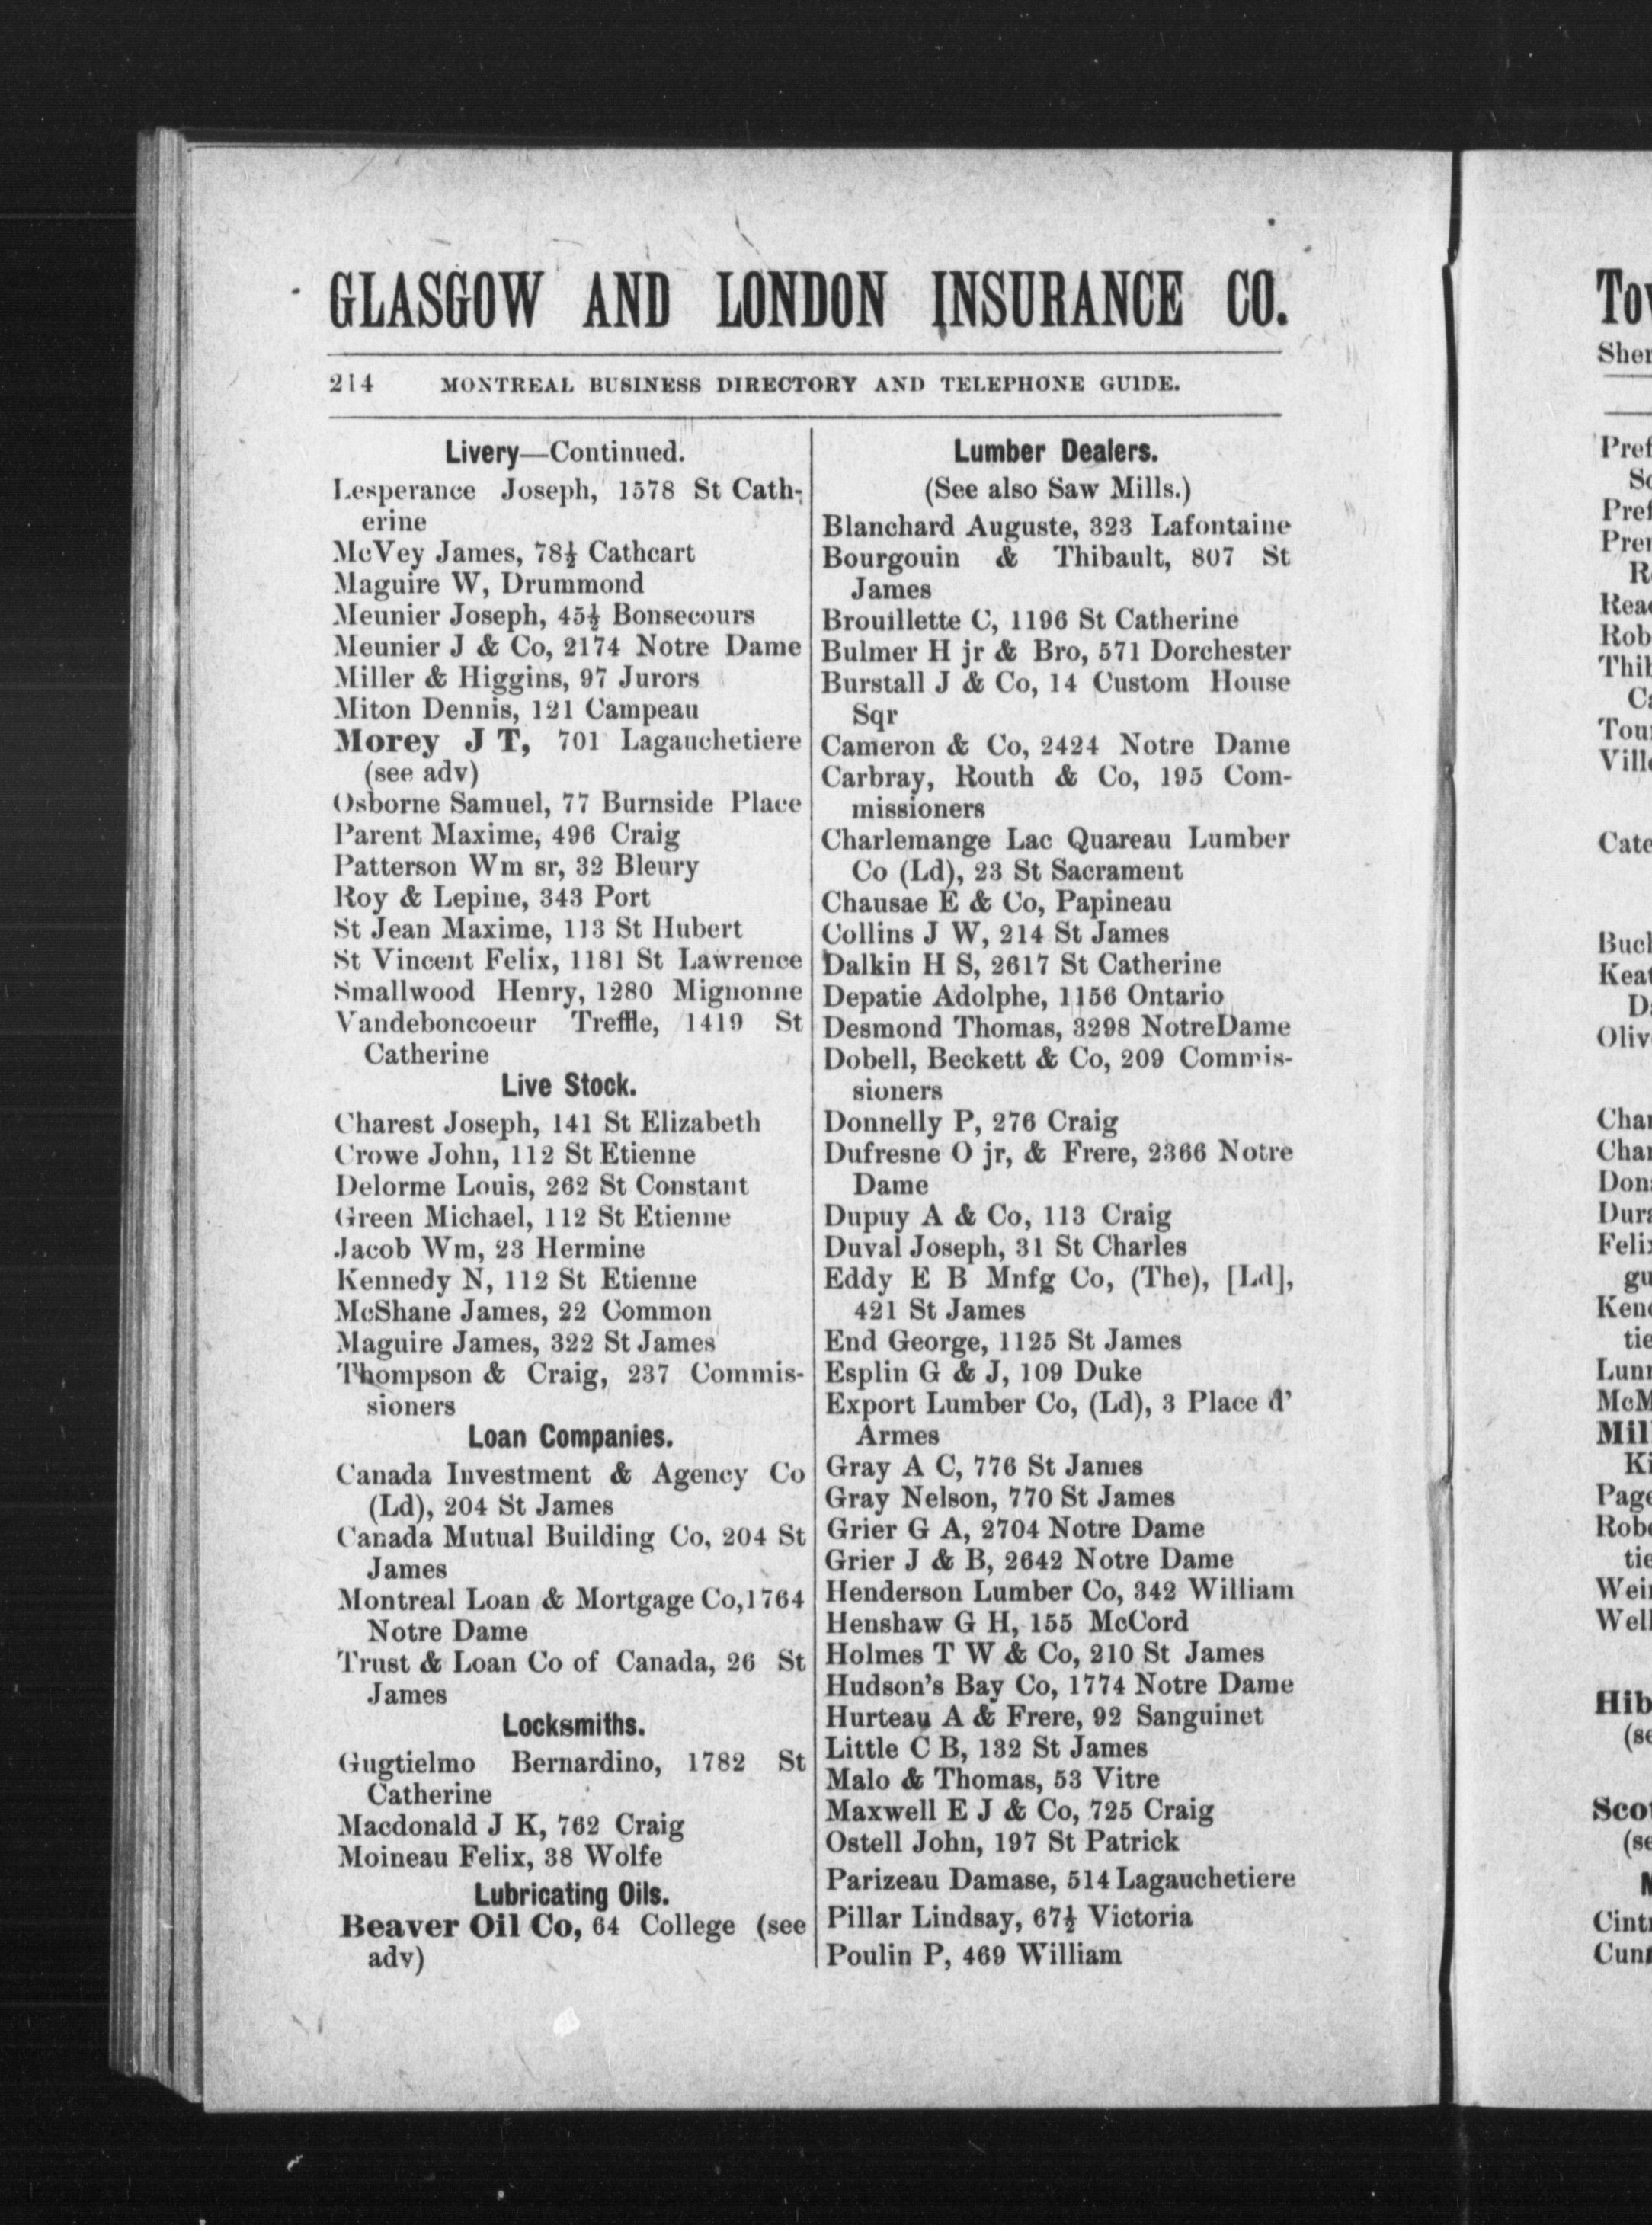 GLASGOW AND LONDON INSURANCE CO.
214 MONTREAL BUSINESS DIRECTORY AND TELEPHONE GUIDE.
Livery—Continued.
Lesperance Joseph, 1578 St Cath-
erine
McVey James, 78½ Cathcart
Maguire W, Drummond
Meunier Joseph, 45½ Bonsecours
Meunier J & Co, 2174 Notre Dame
Miller & Higgins, 97 Jurors
Miton Dennis, 121 Campeau
Morey J T, 701 Lagauchetiere
(see adv)
Osborne Samuel, 77 Burnside Place
Parent Maxime, 496 Craig
Patterson Wm sr, 32 Bleury
Roy & Lepine, 343 Port
St Jean Maxime, 113 St Hubert
St Vincent Felix, 1181 St Lawrence
Smallwood Henry, 1280 Mignonne
Vandeboncoeur Treffle, 1419 St
Catherine
Live Stock.
Charest Joseph, 141 St Elizabeth
Crowe John, 112 St Etienne
Delorme Louis, 262 St Constant
Green Michael, 112 St Etienne
Jacob Wm, 23 Hermine
Kennedy N, 112 St Etienne
McShane James, 22 Common
Maguire James, 322 St James
Thompson & Craig, 237 Commis-
sioners
Loan Companies.
Canada Investment & Agency Co
(Ld), 204 St James
Canada Mutual Building Co, 204 St
James
Montreal Loan & Mortgage Co, 1764
Notre Dame
Trust & Loan Co of Canada, 26 St
James
Locksmiths.
Gugtielmo Bernardino, 1782 St
Catherine
Macdonald J K, 762 Craig
Moineau Felix, 38 Wolfe
Lubricating Oils.
Beaver Oil Co, 64 College (see
adv)
Lumber Dealers.
(See also Saw Mills.)
Blanchard Auguste, 323 Lafontaine
Bourgouin & Thibault, 807 St
James
Brouillette C, 1196 St Catherine
Bulmer H jr & Bro, 571 Dorchester
Burstall J & Co, 14 Custom House
Sqr
Cameron & Co, 2424 Notre Dame
Carbray, Routh & Co, 195 Com-
missioners
Charlemange Lac Quareau Lumber
Co (Ld), 23 St Sacrament
Chausae E & Co, Papineau
Collins J W, 214 St James
Dalkin H S, 2617 St Catherine
Depatie Adolphe, 1156 Ontario
Desmond Thomas, 3298 NotreDame
Dobell, Beckett & Co, 209 Commis-
sioners
Donnelly P, 276 Craig
Dufresne O jr, & Frere, 2366 Notre
Dame
Dupuy A & Co, 113 Craig
Duval Joseph, 31 St Charles
Eddy E B Mnfg Co, (The), [Ld],
421 St James
End George, 1125 St James
Esplin G & J, 109 Duke
Export Lumber Co, (Ld), 3 Place d'
Armes
Gray A C, 776 St James
Gray Nelson, 770 St James
Grier G A, 2704 Notre Dame
Grier J & B, 2642 Notre Dame
Henderson Lumber Co, 342 William
Henshaw G H, 155 McCord
Holmes T W & Co, 210 St James
Hudson's Bay Co, 1774 Notre Dame
Hurteau A & Frere, 92 Sanguinet
Little C B, 132 St James
Malo & Thomas, 53 Vitre
Maxwell E J & Co, 725 Craig
Ostell John, 197 St Patrick
Parizeau Damase, 514 Lagauchetiere
Pillar Lindsay, 67½ Victoria
Poulin P, 469 William